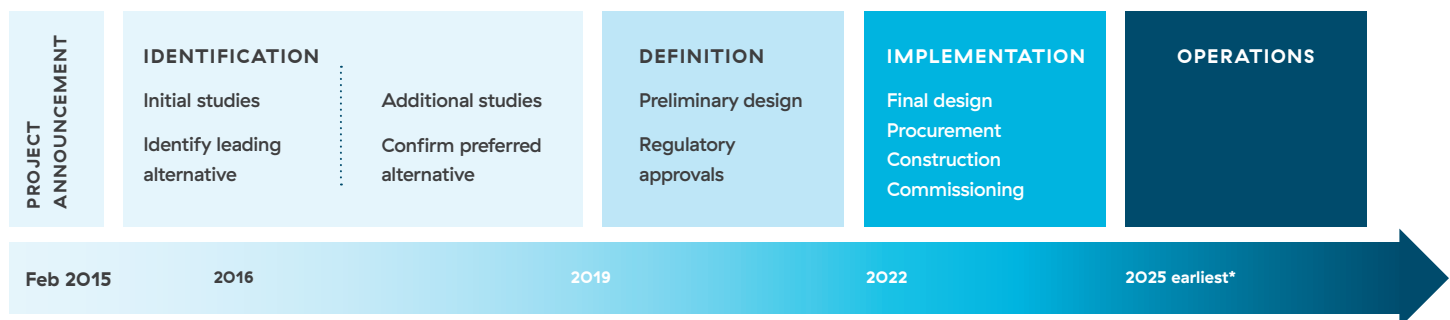 PROJECT
ANNOUNCEMENT
IDENTIFICATION
Initial studies
Identify leading
alternative
Additional studies
Confirm preferred
alternative
DEFINITION
Preliminary design
Regulatory
approvals
IMPLEMENTATION
Final design
Procurement
Construction
Commissioning
OPERATIONS
Feb 2015
2016
2019
2022
2025 earliest*